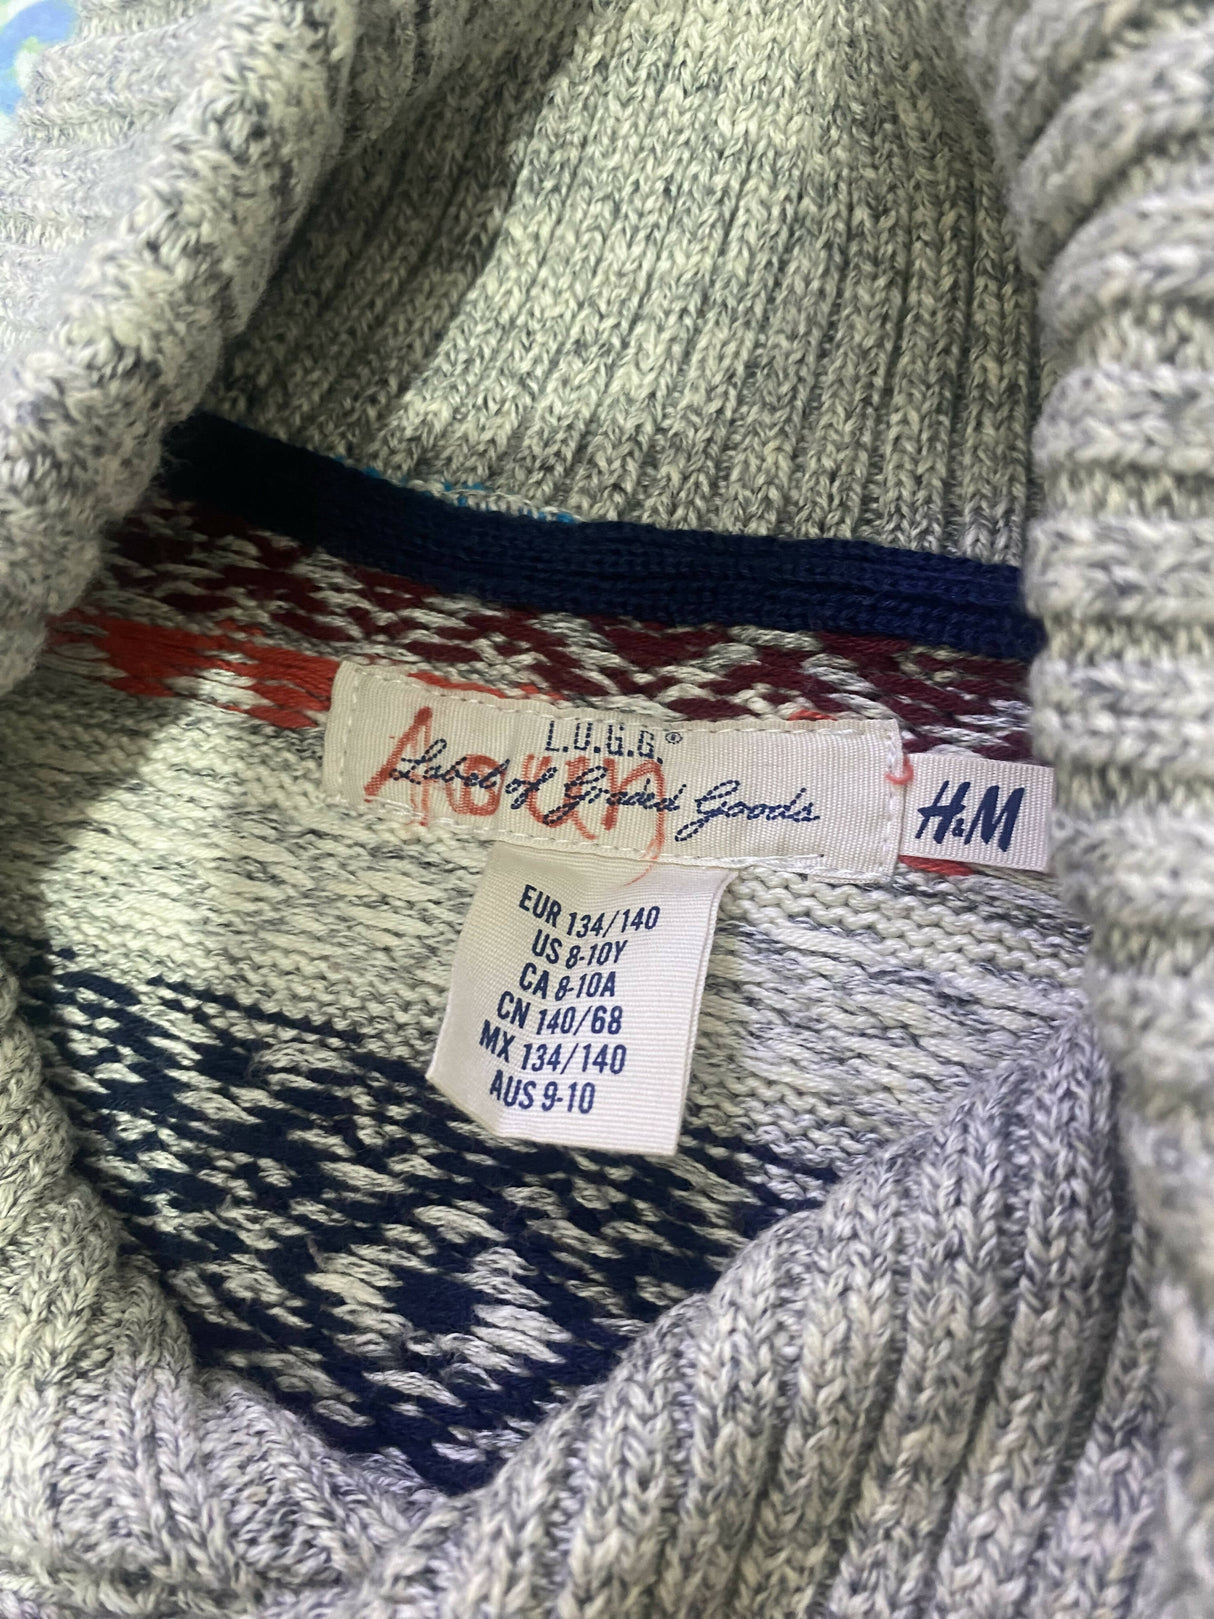 L.O.G.G.®
Label of Graded Goods
H&M
EUR 134/140
US 8-10Y
CA 8-10A
CN 140/68
MX 134/140
AUS 9-10